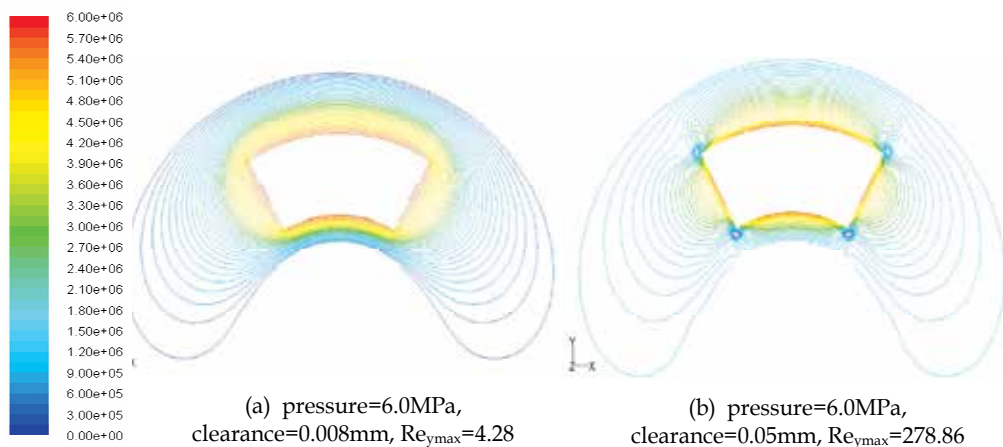 6.00e+06
5.70e+06
5.40e+06
5.10e+06
4.80e+06
4.50e+06
4.20e+06
3.90e+06
3.60e+06
3.30e+06
3.00e+06
2.70e+06
2.40e+06
2.10e+06
1.80e+06
1.50e+06
1.20e+06
9.00e+05
6.00e+05
3.00e+05
0.00e+00
Y
Z X
(a) pressure=6.0MPa,
clearance=0.008mm, Reymax=4.28
(b) pressure=6.0MPa,
clearance=0.05mm, Reymax=278.86